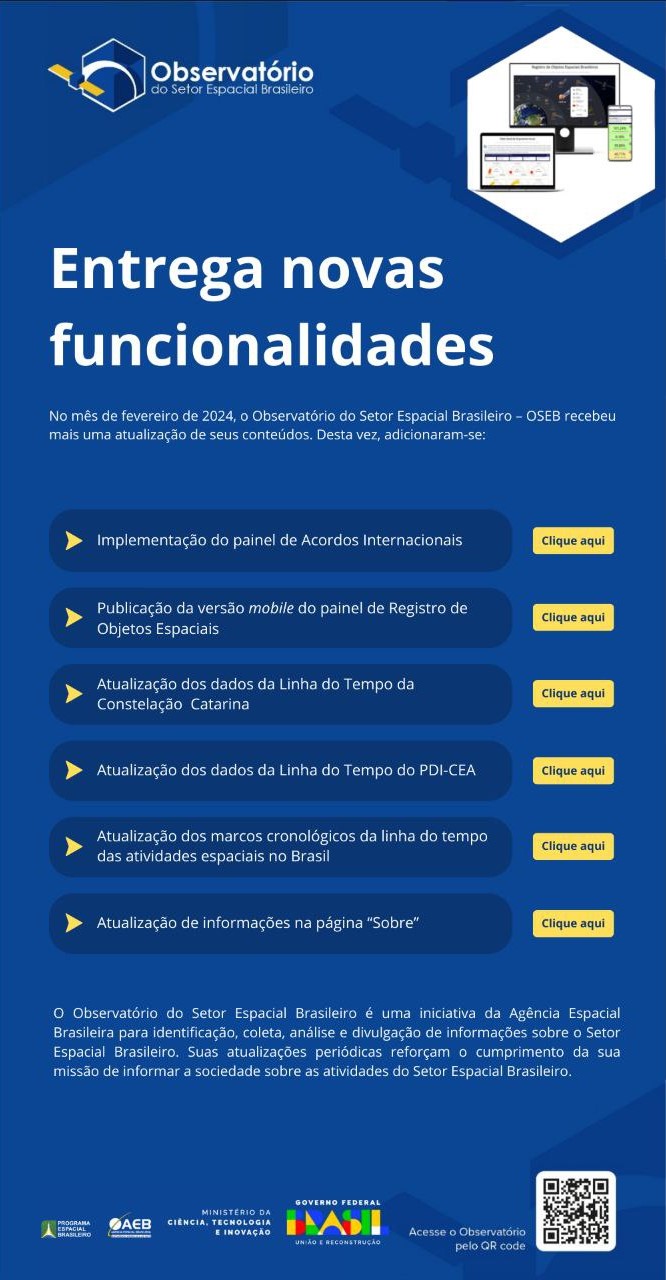 Observatório
do Setor Espacial Brasileiro
Registro de Objetos Espaciais Brasileiros
Entrega novas
funcionalidades
No mês de fevereiro de 2024, o Observatório do Setor Espacial Brasileiro – OSEB recebeu
mais uma atualização de seus conteúdos. Desta vez, adicionaram-se:
Implementação do painel de Acordos Internacionais
Clique aqui
Publicação da versão mobile do painel de Registro de
Objetos Espaciais
Clique aqui
Atualização dos dados da Linha do Tempo da
Constelação Catarina
Clique aqui
Atualização dos dados da Linha do Tempo do PDI-CEA
Clique aqui
Atualização dos marcos cronológicos da linha do tempo
das atividades espaciais no Brasil
Clique aqui
Atualização de informações na página “Sobre”
Clique aqui
O Observatório do Setor Espacial Brasileiro é uma iniciativa da Agência Espacial
Brasileira para identificação, coleta, análise e divulgação de informações sobre o Setor
Espacial Brasileiro. Suas atualizações periódicas reforçam o cumprimento da sua
missão de informar a sociedade sobre as atividades do Setor Espacial Brasileiro.
PROGRAMA
ESPACIAL
BRASILEIRO
AEB
MINISTÉRIO DA
CIÊNCIA, TECNOLOGIA
E INOVAÇÃO
GOVERNO FEDERAL
BRASIL
UNIÃO E RECONSTRUÇÃO
Acesse o Observatório
pelo QR code